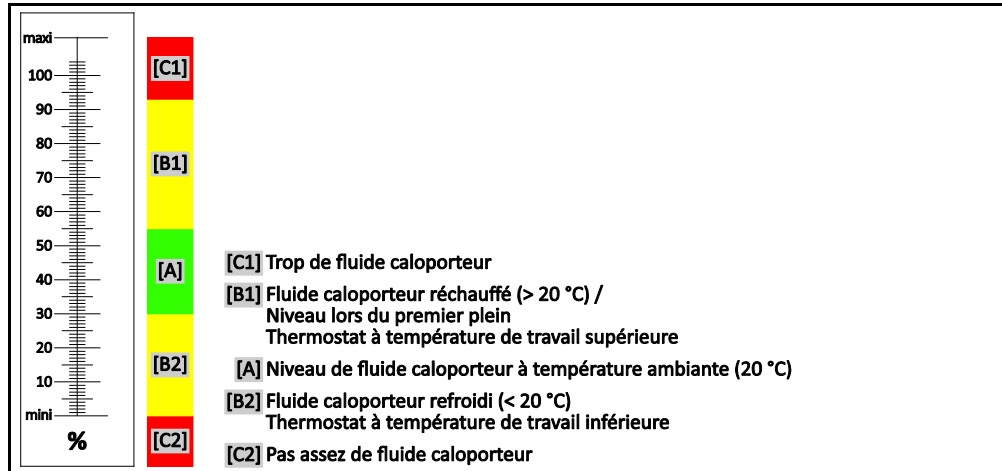 maxi
100
90
80
70
60
50
40
30
20
10
mini
%
[C1]
[B1]
[A]
[B2]
[C2]
[C1] Trop de fluide caloporteur
[B1] Fluide caloporteur réchauffé (> 20 °C) /
Niveau lors du premier plein
Thermostat à température de travail supérieure
[A] Niveau de fluide caloporteur à température ambiante (20 °C)
[B2] Fluide caloporteur refroidi (< 20 °C)
Thermostat à température de travail inférieure
[C2] Pas assez de fluide caloporteur